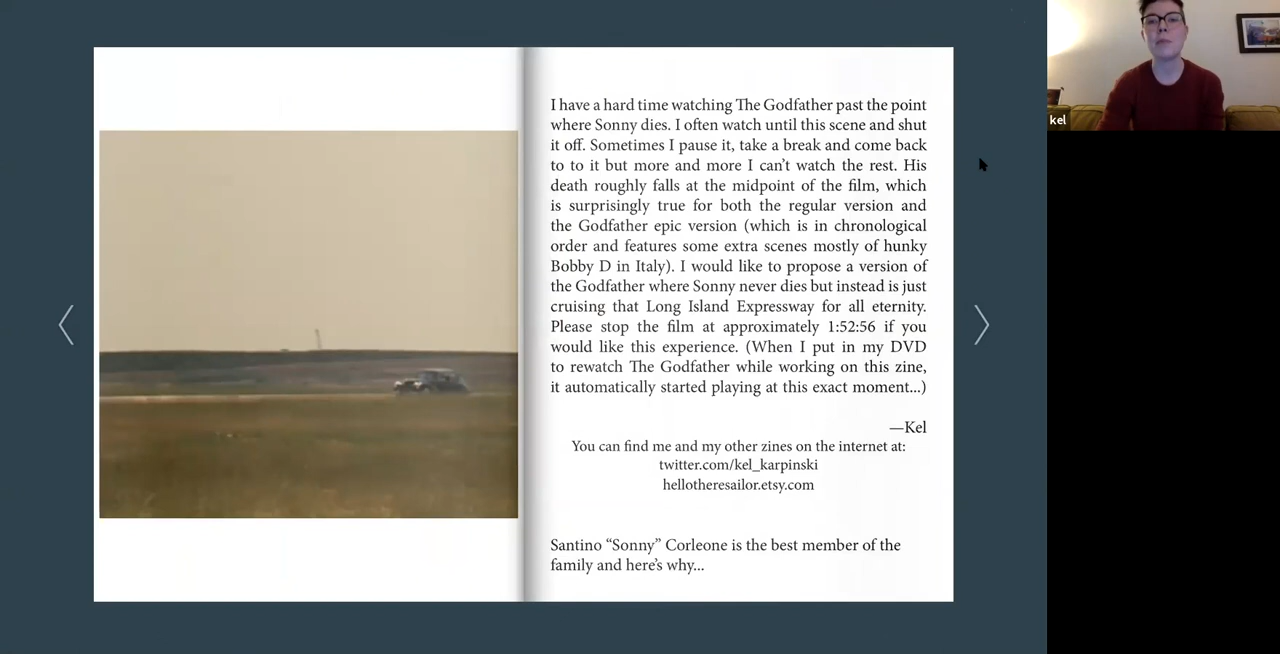 I have a hard time watching The Godfather past the point
where Sonny dies. I often watch until this scene and shut
it off. Sometimes I pause it, take a break and come back
to to it but more and more I can’t watch the rest. His
death roughly falls at the midpoint of the film, which
is surprisingly true for both the regular version and
the Godfather epic version (which is in chronological
order and features some extra scenes mostly of hunky
Bobby D in Italy). I would like to propose a version of
the Godfather where Sonny never dies but instead is just
cruising that Long Island Expressway for all eternity.
Please stop the film at approximately 1:52:56 if you
would like this experience. (When I put in my DVD
to rewatch The Godfather while working on this zine,
it automatically started playing at this exact moment...)
—Kel
You can find me and my other zines on the internet at:
twitter.com/kel_karpinski
hellotheresailor.etsy.com
Santino “Sonny” Corleone is the best member of the
family and here’s why...
kel